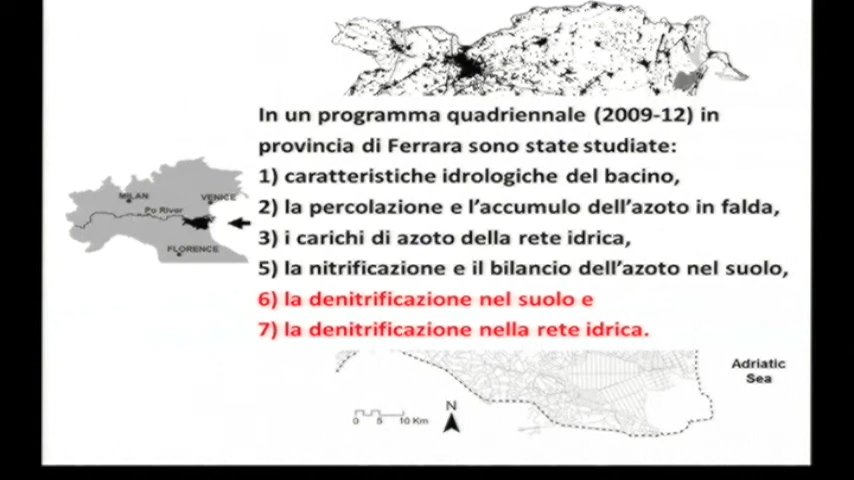 In un programma quadriennale (2009-12) in
provincia di Ferrara sono state studiate:
1) caratteristiche idrologiche del bacino,
2) la percolazione e l'accumulo dell'azoto in falda,
3) i carichi di azoto della rete idrica,
5) la nitrificazione e il bilancio dell'azoto nel suolo,
6) la denitrificazione nel suolo e
7) la denitrificazione nella rete idrica.
MILAN
VENICE
Po River
FLORENCE
Adriatic
Sea
N
0 5 10 Km